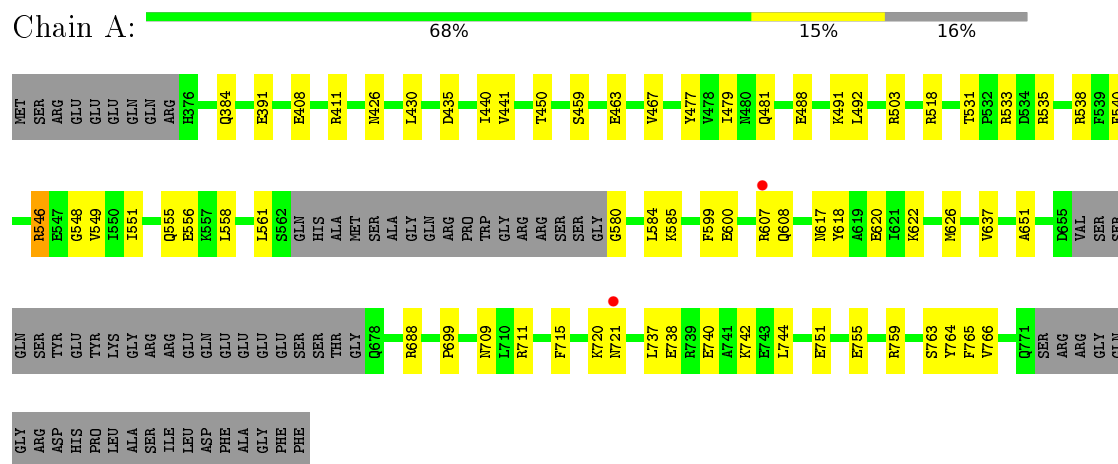 Chain A:
68% 15% 16%
MET SER ARG GLU GLU GLU GLN GLN ARG H376 Q384 E391 E408 R411 N426 L430 D435 I440 V441 T450 S459 E463 V467 Y477 V478 I479 N480 Q481 E488 K491 L492 R503 R518 T531 P532 R533 D534 R535 R538 F539 E540
R546 E547 G548 V549 I550 I551 Q555 E556 K557 L558 L561 S562 GLN HIS ALA MET SER ALA GLY GLN ARG PRO TRP GLY ARG ARG SER SER GLY G580 L584 K585 F599 E600 R607 Q608 N617 Y618 A619 E620 I621 K622 M626 V637 A651 D655 VAL SER SER
GLN SER TYR GLU TYR LYS GLY ARG ARG GLU GLN GLU GLU GLU GLU SER SER THR GLY Q678 R688 P699 N709 L710 R711 F715 K720 N721 L737 E738 R739 E740 A741 K742 E743 L744 E751 E755 R759 S763 Y764 F765 V766 Q771 SER ARG ARG GLY GLN
GLY ARG ASP HIS PRO LEU ALA SER ILE LEU ASP PHE ALA GLY PHE PHE